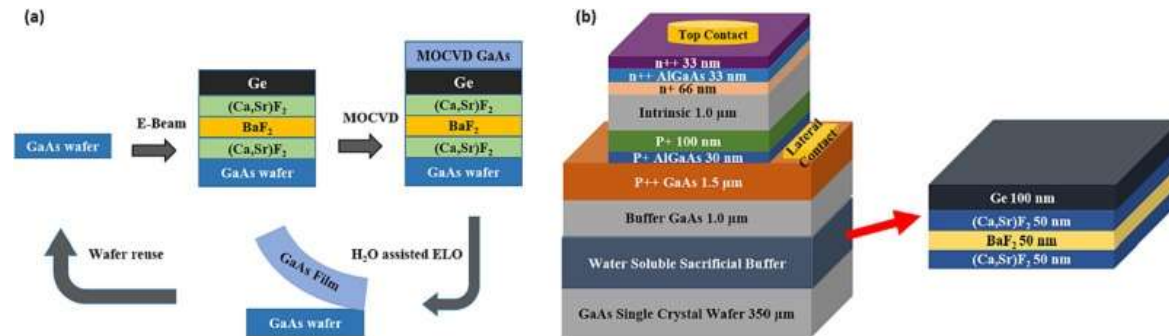 (a)
MOCVD GaAs
Ge
(Ca,Sr)F₂
BaF₂
(Ca,Sr)F₂
GaAs wafer
MOCVD
Ge
(Ca,Sr)F₂
BaF₂
(Ca,Sr)F₂
GaAs wafer
E-Beam
GaAs wafer
Wafer reuse
GaAs Film
GaAs wafer
H₂O assisted ELO
(b)
Top Contact
n++ 33 nm
n++ AlGaAs 33 nm
n+ 66 nm
Intrinsic 1.0 μm
P+ 100 nm
P+ AlGaAs 30 nm
Lateral
Contact
P++ GaAs 1.5 μm
Buffer GaAs 1.0 μm
Water Soluble Sacrificial Buffer
GaAs Single Crystal Wafer 350 μm
Ge 100 nm
(Ca,Sr)F₂ 50 nm
BaF₂ 50 nm
(Ca,Sr)F₂ 50 nm